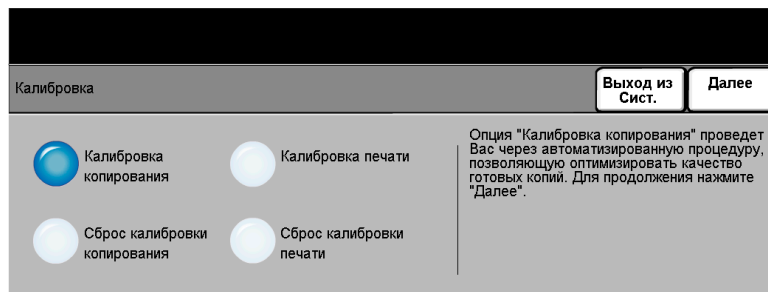 Калибровка
Выход из
Сист.
Далее
Калибровка
копирования
Калибровка печати
Сброс калибровки
копирования
Сброс калибровки
печати
Опция "Калибровка копирования" проведет
Вас через автоматизированную процедуру,
позволяющую оптимизировать качество
готовых копий. Для продолжения нажмите
"Далее".